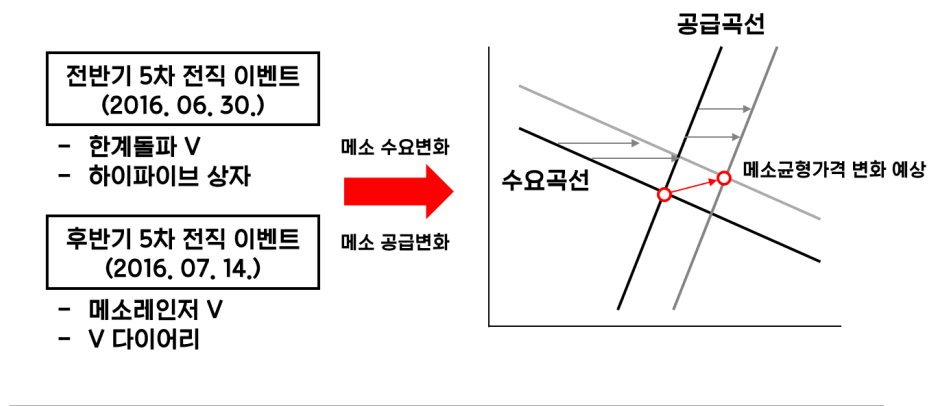 전반기 5차 전직 이벤트
(2016. 06. 30.)
- 한계돌파 V
- 하이파이브 상자
후반기 5차 전직 이벤트
(2016. 07. 14.)
- 메소레인저 V
- V 다이어리
메소 수요변화
메소 공급변화
공급곡선
수요곡선
메소균형가격 변화 예상